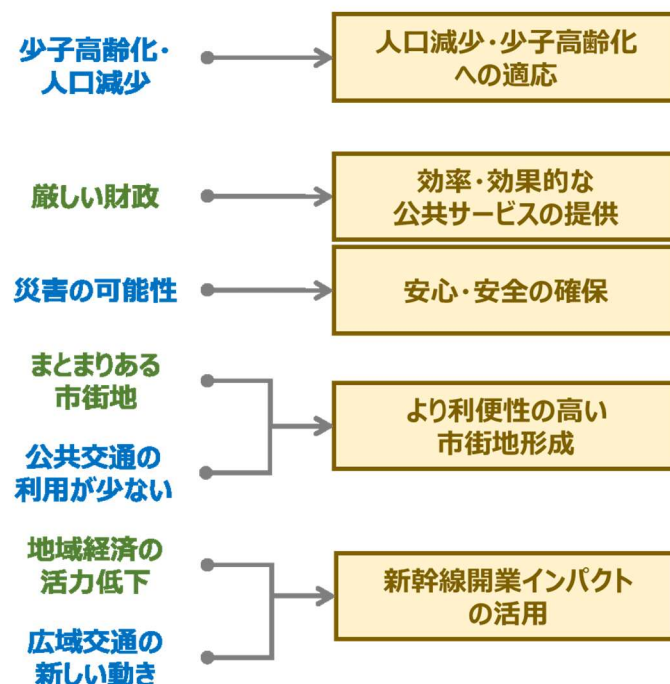 少子高齢化・
人口減少
人口減少・少子高齢化
への適応
厳しい財政
効率・効果的な
公共サービスの提供
災害の可能性
安心・安全の確保
まとまりある
市街地
公共交通の
利用が少ない
より利便性の高い
市街地形成
地域経済の
活力低下
広域交通の
新しい動き
新幹線開業インパクト
の活用